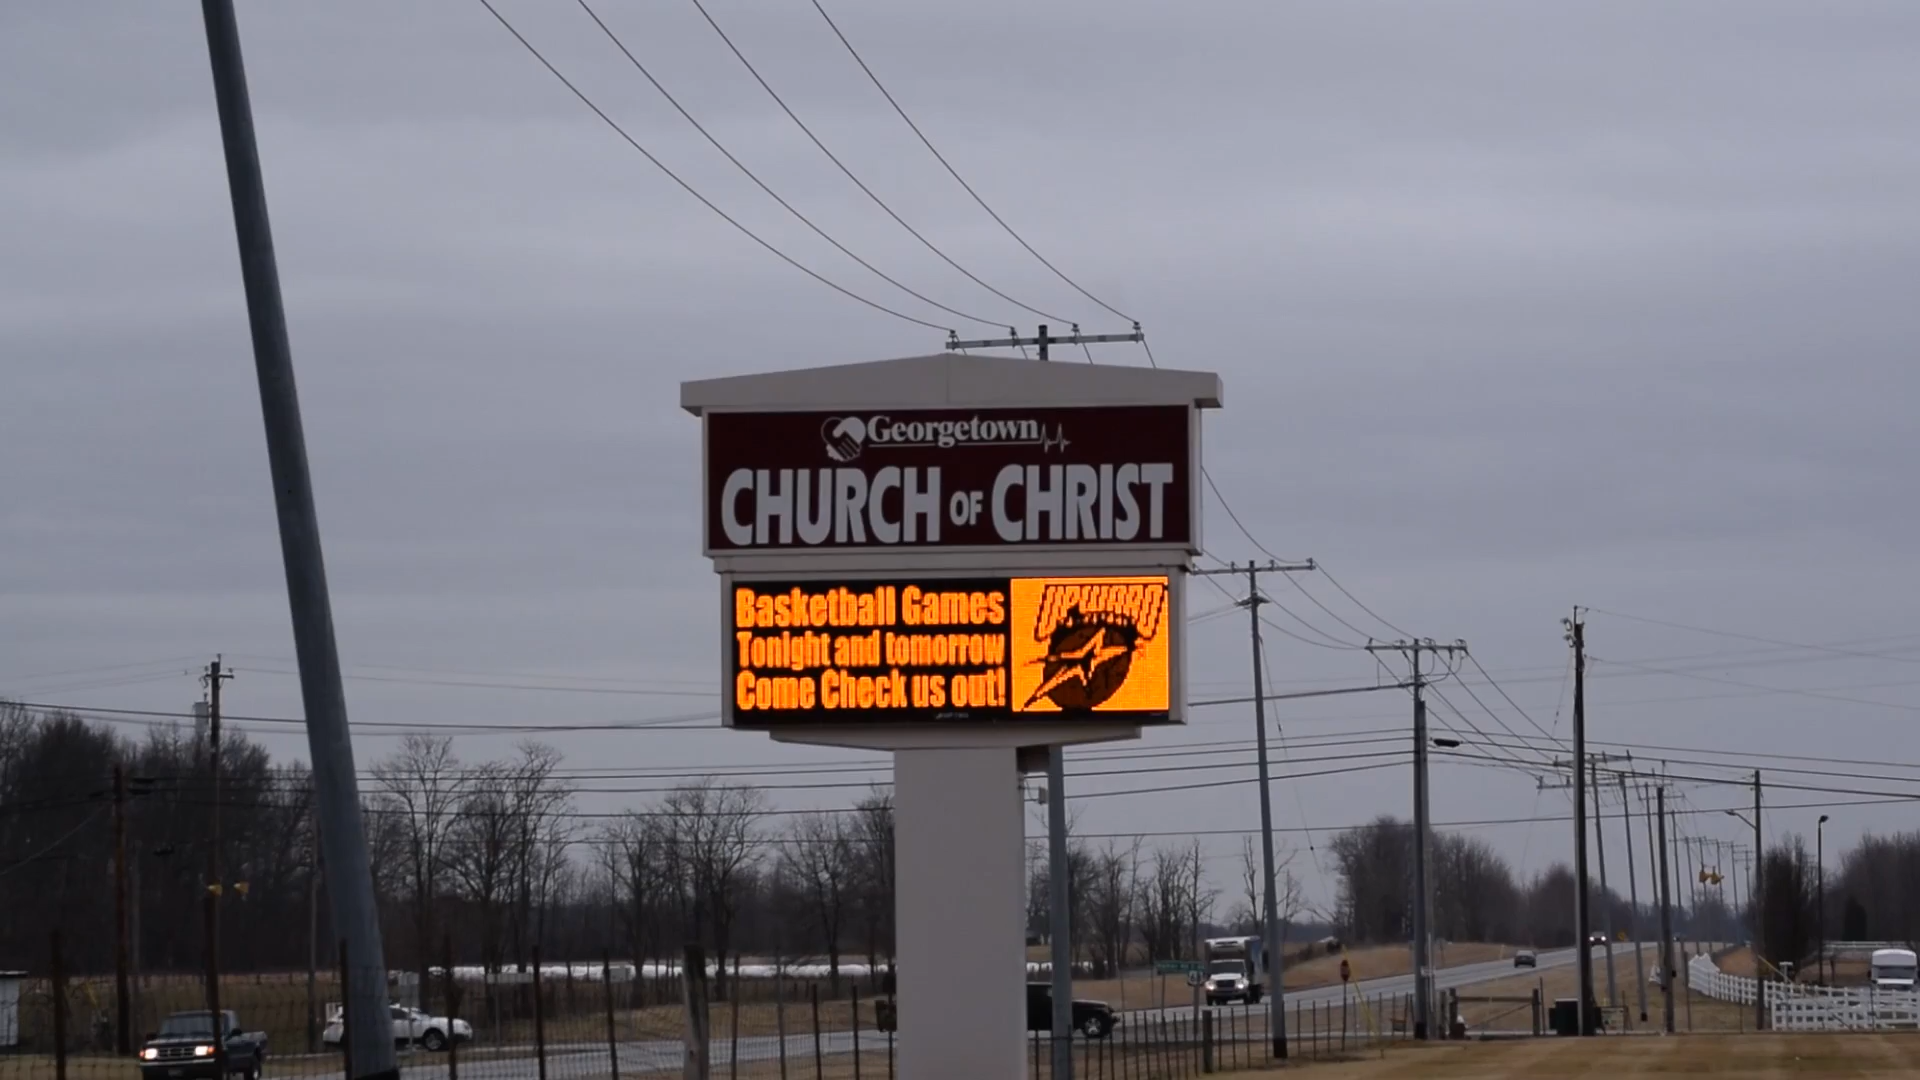 Georgetown
CHURCH OF CHRIST
Basketball Games
Tonight and tomorrow
Come Check us out!
UPWARD